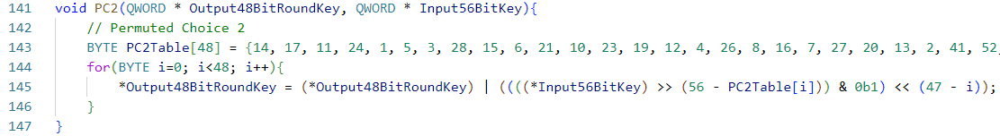 141 void PC2(QWORD * Output48BitRoundKey, QWORD * Input56BitKey){
142 // Permuted Choice 2
143 BYTE PC2Table[48] = {14, 17, 11, 24, 1, 5, 3, 28, 15, 6, 21, 10, 23, 19, 12, 4, 26, 8, 16, 7, 27, 20, 13, 2, 41, 52,
144 for(BYTE i=0; i<48; i++){
145 *Output48BitRoundKey = (*Output48BitRoundKey) | ((((*Input56BitKey) >> (56 - PC2Table[i])) & 0b1) << (47 - i));
146 }
147 }